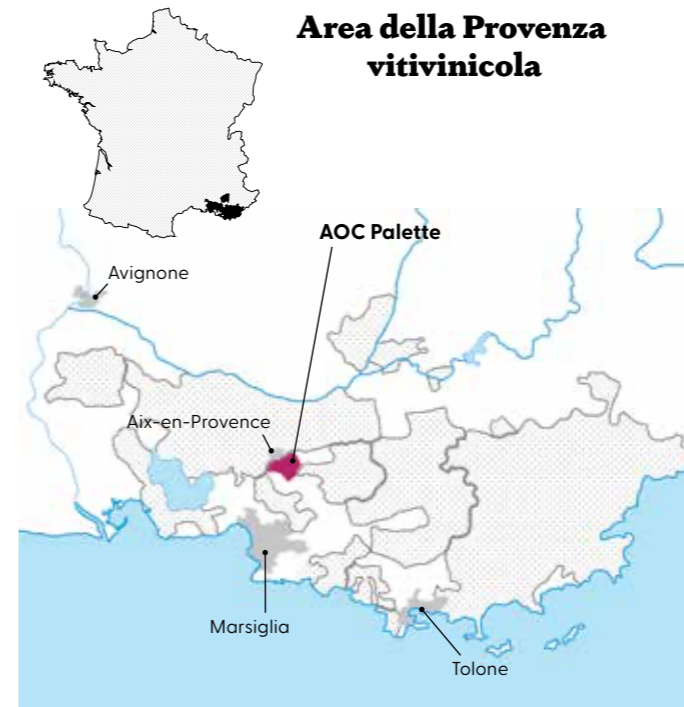 Area della Provenza
vitivinicola
AOC Palette
Avignone
Aix-en-Provence
Marsiglia
Tolone